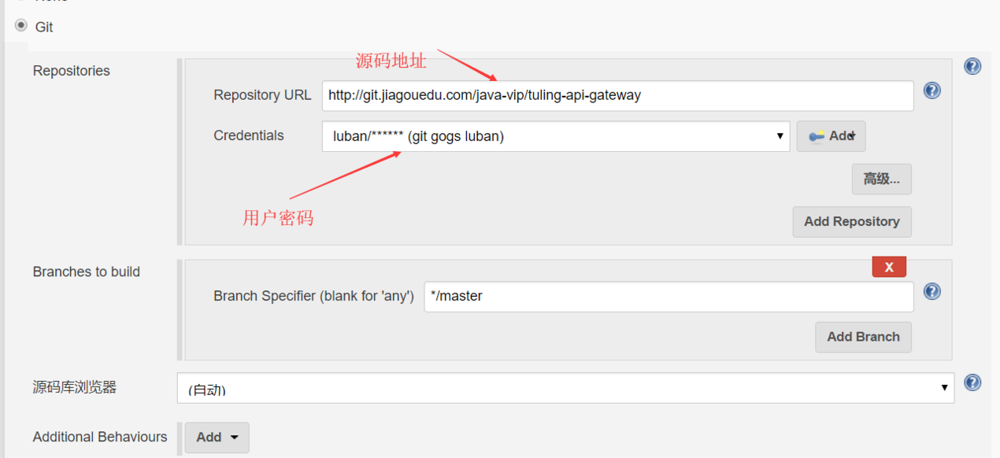 Git
源码地址
Repositories
Repository URL http://git.jiagouedu.com/java-vip/tuling-api-gateway
Credentials luban/****** (git gogs luban) Add
高级...
用户密码
Add Repository
X
Branches to build
Branch Specifier (blank for 'any') */master
Add Branch
源码库浏览器 (自动)
Additional Behaviours Add